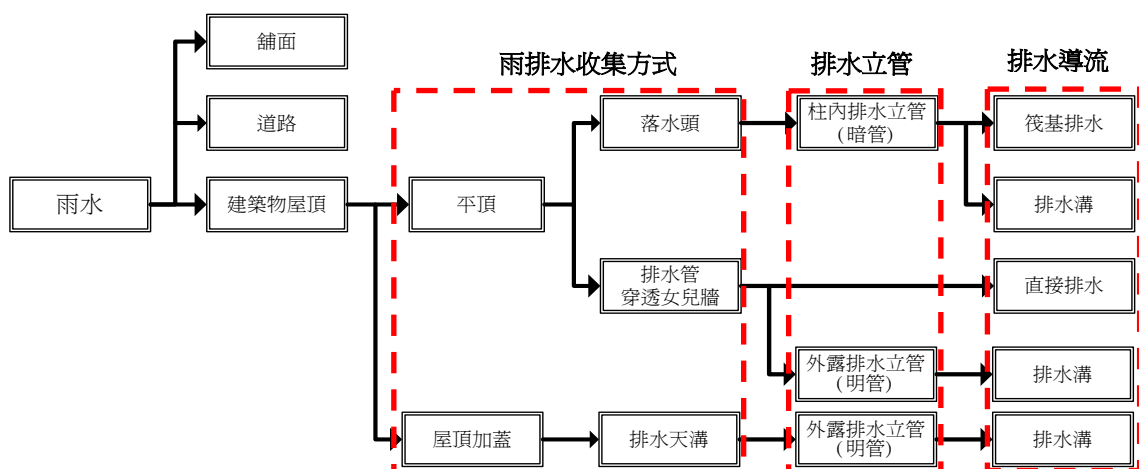 舖面
雨排水收集方式
排水立管
排水導流
道路
落水頭
柱內排水立管
(暗管)
筏基排水
雨水
建築物屋頂
平頂
排水溝
排水管
穿透女兒牆
直接排水
外露排水立管
(明管)
排水溝
屋頂加蓋
排水天溝
外露排水立管
(明管)
排水溝